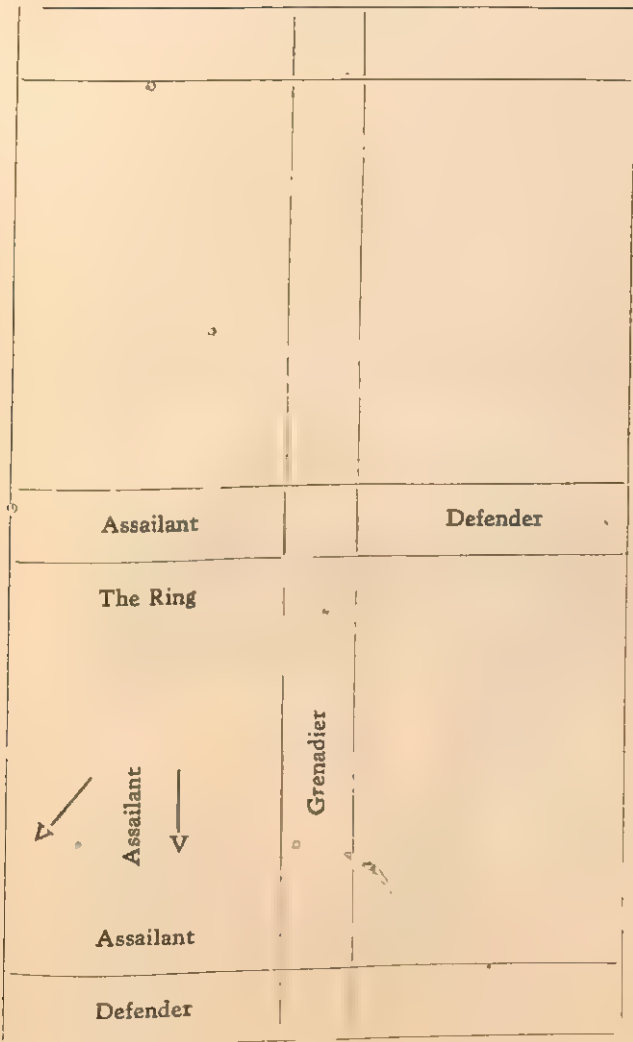 Assailant
Defender
The Ring
Grenadier
Assailant
Assailant
Defender